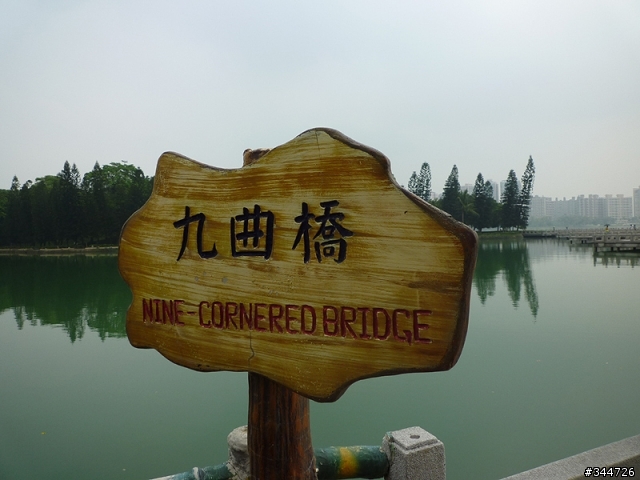 九曲橋
NINE-CORNERED BRIDGE
#344726